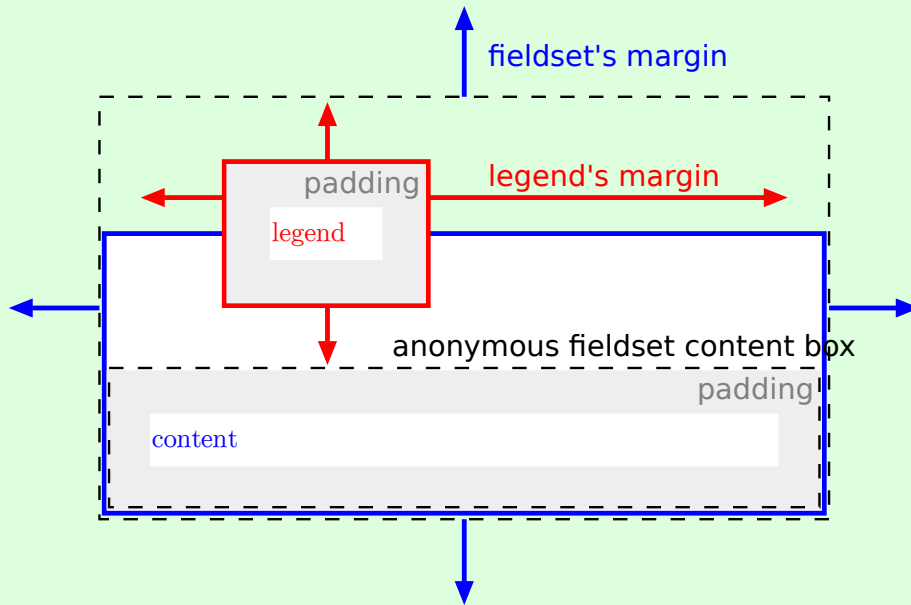 fieldset's margin
legend's margin
padding
legend
anonymous fieldset content box
padding
content